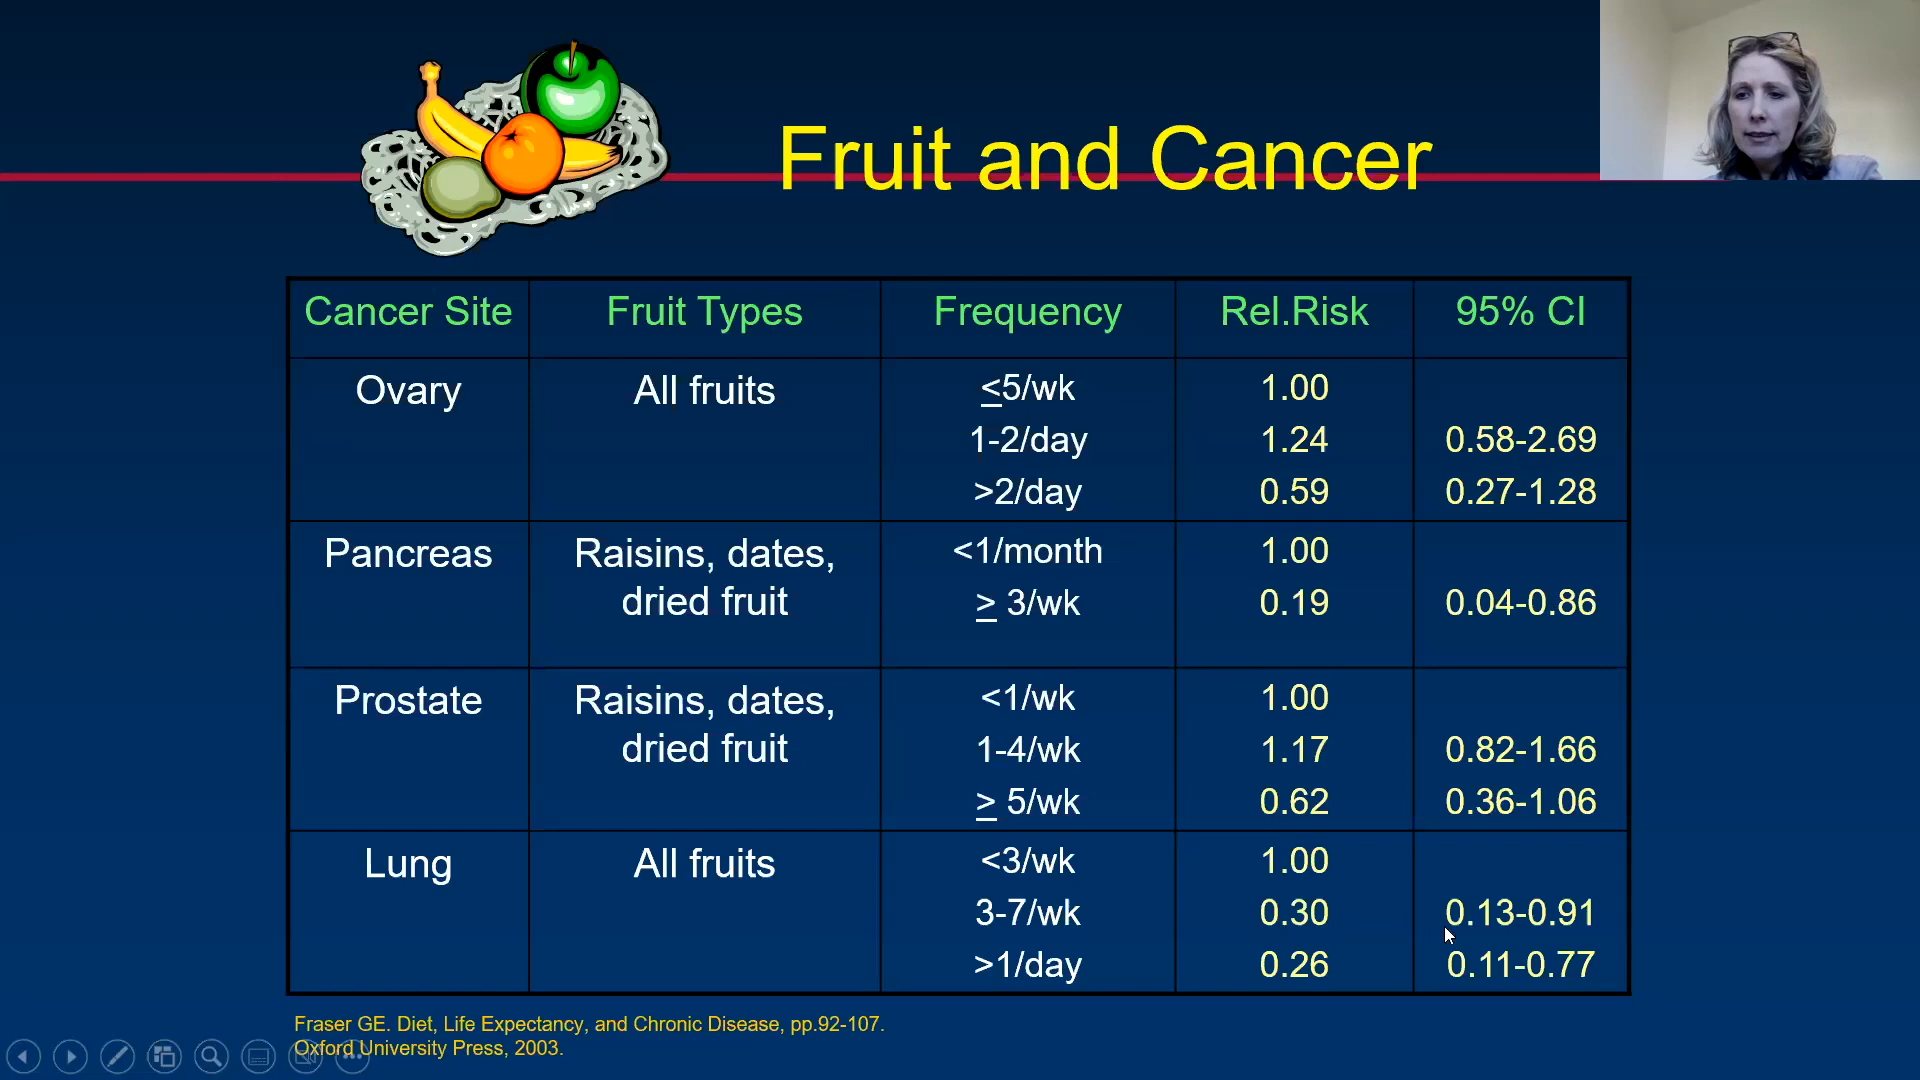 Fruit and Cancer
Cancer Site Fruit Types Frequency Rel.Risk 95% CI
Ovary All fruits ≤5/wk 1.00
1-2/day 1.24 0.58-2.69
>2/day 0.59 0.27-1.28
Pancreas Raisins, dates, <1/month 1.00
dried fruit ≥ 3/wk 0.19 0.04-0.86
Prostate Raisins, dates, <1/wk 1.00
dried fruit 1-4/wk 1.17 0.82-1.66
≥ 5/wk 0.62 0.36-1.06
Lung All fruits <3/wk 1.00
3-7/wk 0.30 0.13-0.91
>1/day 0.26 0.11-0.77
Fraser GE. Diet, Life Expectancy, and Chronic Disease, pp.92-107.
Oxford University Press, 2003.